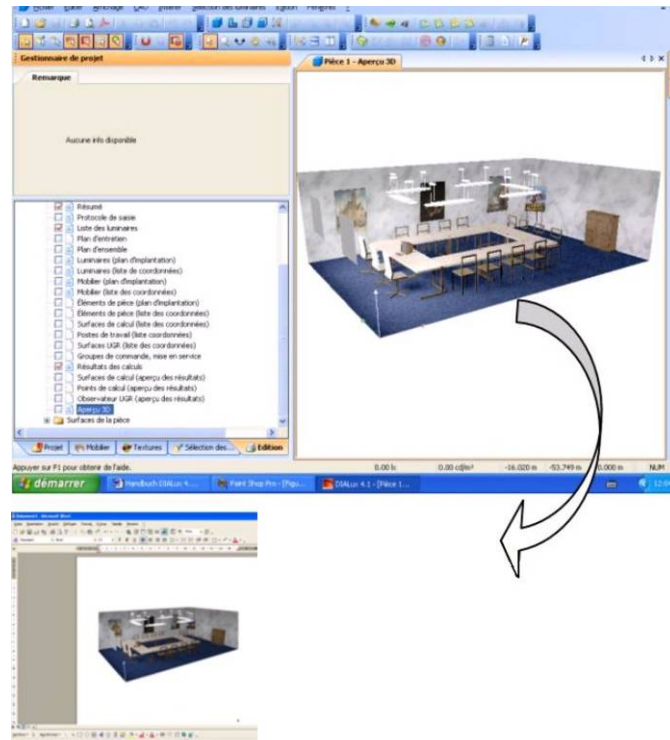 Gestionnaire de projet
Pièce 1 - Aperçu 3D
Remarque
Aucune info disponible
Résumé
Protocole de saisie
Liste des luminaires
Plan d'entretien
Plan d'ensemble
Luminaires (plan d'implantation)
Luminaires (liste de coordonnées)
Mobilier (plan d'implantation)
Mobilier (liste des coordonnées)
Éléments de pièce (plan d'implantation)
Éléments de pièce (liste des coordonnées)
Surfaces de calcul (liste des coordonnées)
Postes de travail (liste coordonnées)
Surfaces UGR (liste des coordonnées)
Groupes de commande, mise en service
Résultats des calculs
Surfaces de calcul (aperçu des résultats)
Points de calcul (aperçu des résultats)
Observateur UGR (aperçu des résultats)
Aperçu 3D
Surfaces de la pièce
Projet Mobilier Textures Sélection des... Edition
Appuyer sur F1 pour obtenir de l'aide.
0.00 lx 0.00 cd/m² -16.020 m -53.749 m 0.000 m NUM
démarrer Handbuch DIALux 4.... Paint Shop Pro - [Figu... DIALux 4.1 - [Pièce 1...